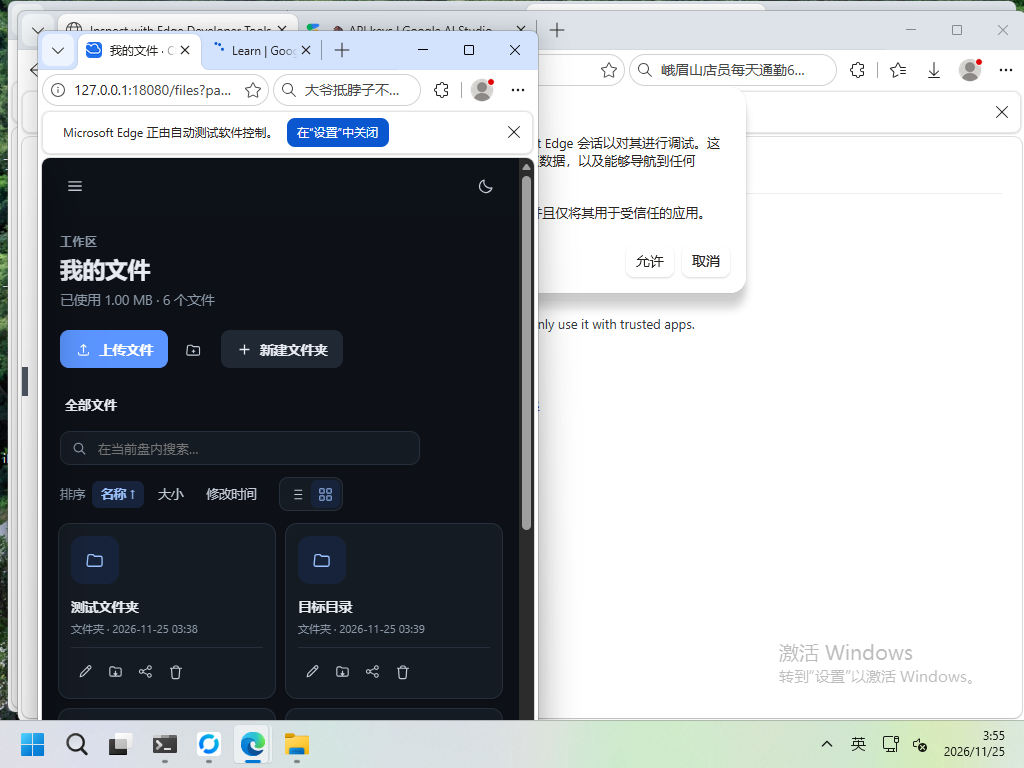 Inspect with Edge Developer Tools
API keys | Google AI Studio
我的文件 · C
Learn | Goo
127.0.0.1:18080/files?pa...
大爷抵脖子不...
峨眉山店员每天通勤6...
Microsoft Edge 正由自动测试软件控制。
在"设置"中关闭
t Edge 会话以对其进行调试。这
数据，以及能够导航到任何
且仅将其用于受信任的应用。
允许
取消
nly use it with trusted apps.
工作区
我的文件
已使用 1.00 MB · 6 个文件
上传文件
新建文件夹
全部文件
在当前盘内搜索...
排序
名称 ↑
大小
修改时间
测试文件夹
文件夹 · 2026-11-25 03:38
目标目录
文件夹 · 2026-11-25 03:39
激活 Windows
转到"设置"以激活 Windows。
英
3:55
2026/11/25